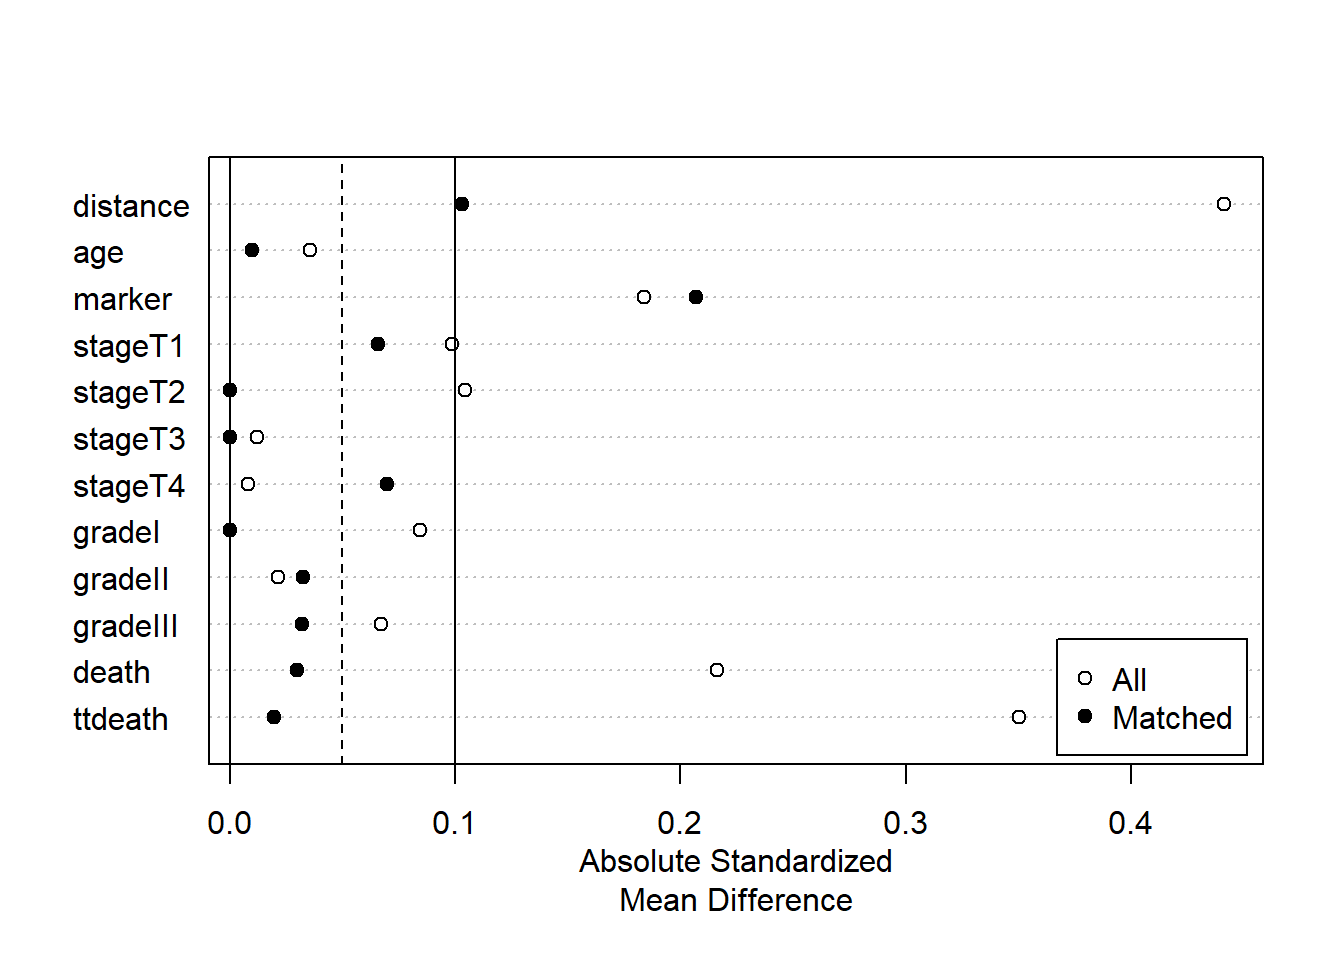 distance
age
marker
stageT1
stageT2
stageT3
stageT4
gradeI
gradeII
gradeIII
death
ttdeath
All
Matched
0.0 0.1 0.2 0.3 0.4
Absolute Standardized
Mean Difference